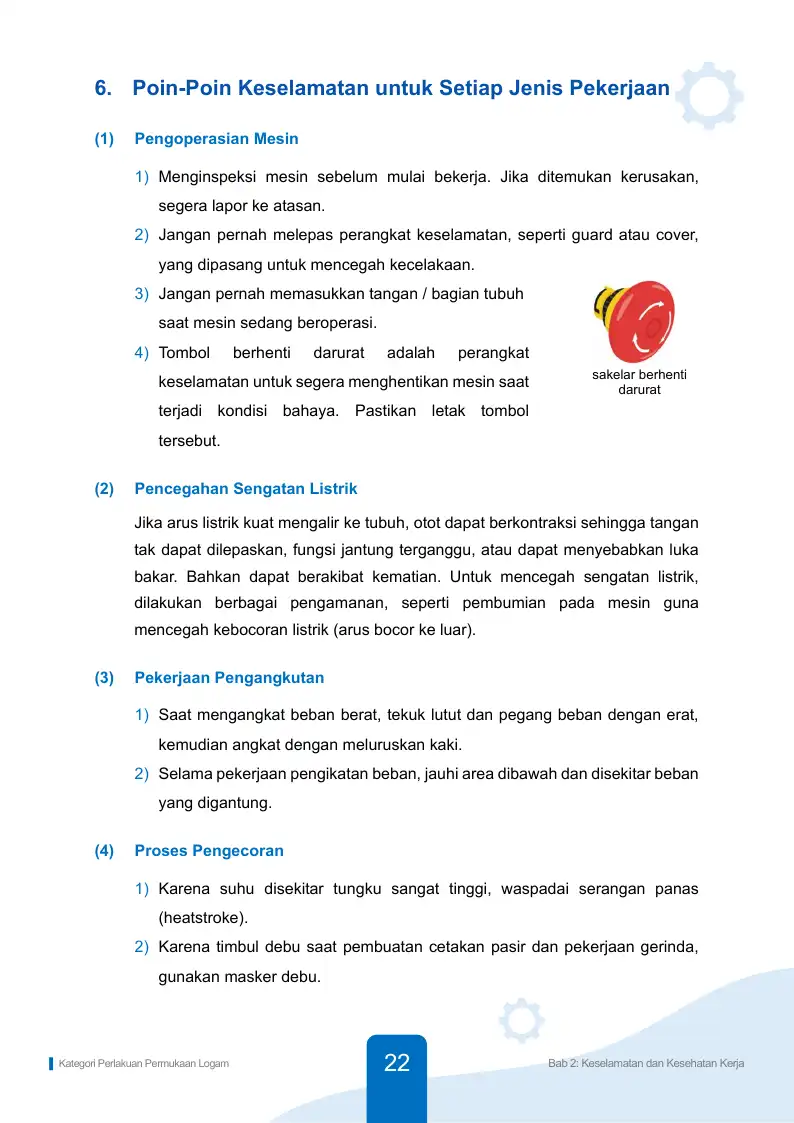 6. Poin-Poin Keselamatan untuk Setiap Jenis Pekerjaan
(1) Pengoperasian Mesin
1) Menginspeksi mesin sebelum mulai bekerja. Jika ditemukan kerusakan,
segera lapor ke atasan.
2) Jangan pernah melepas perangkat keselamatan, seperti guard atau cover,
yang dipasang untuk mencegah kecelakaan.
3) Jangan pernah memasukkan tangan / bagian tubuh
saat mesin sedang beroperasi.
4) Tombol berhenti darurat adalah perangkat
keselamatan untuk segera menghentikan mesin saat
terjadi kondisi bahaya. Pastikan letak tombol
tersebut.
sakelar berhenti
darurat
(2) Pencegahan Sengatan Listrik
Jika arus listrik kuat mengalir ke tubuh, otot dapat berkontraksi sehingga tangan
tak dapat dilepaskan, fungsi jantung terganggu, atau dapat menyebabkan luka
bakar. Bahkan dapat berakibat kematian. Untuk mencegah sengatan listrik,
dilakukan berbagai pengamanan, seperti pembumian pada mesin guna
mencegah kebocoran listrik (arus bocor ke luar).
(3) Pekerjaan Pengangkutan
1) Saat mengangkat beban berat, tekuk lutut dan pegang beban dengan erat,
kemudian angkat dengan meluruskan kaki.
2) Selama pekerjaan pengikatan beban, jauhi area dibawah dan disekitar beban
yang digantung.
(4) Proses Pengecoran
1) Karena suhu disekitar tungku sangat tinggi, waspadai serangan panas
(heatstroke).
2) Karena timbul debu saat pembuatan cetakan pasir dan pekerjaan gerinda,
gunakan masker debu.
Kategori Perlakuan Permukaan Logam
22
Bab 2: Keselamatan dan Kesehatan Kerja